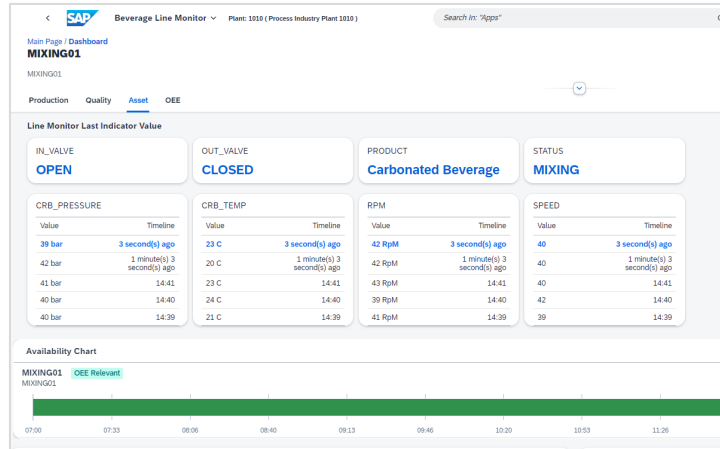 SAP Beverage Line Monitor Plant: 1010 ( Process Industry Plant 1010 ) Search In: "Apps"
Main Page / Dashboard
MIXING01
MIXING01
Production Quality Asset OEE
Line Monitor Last Indicator Value
IN_VALVE OUT_VALVE PRODUCT STATUS
OPEN CLOSED Carbonated Beverage MIXING
CRB_PRESSURE CRB_TEMP RPM SPEED
Value Timeline Value Timeline Value Timeline Value Timeline
39 bar 3 second(s) ago 23 C 3 second(s) ago 42 RpM 3 second(s) ago 40 3 second(s) ago
42 bar 1 minute(s) 3 second(s) ago 20 C 1 minute(s) 3 second(s) ago 42 RpM 1 minute(s) 3 second(s) ago 40 1 minute(s) 3 second(s) ago
41 bar 14:41 23 C 14:41 43 RpM 14:41 40 14:41
40 bar 14:40 24 C 14:40 39 RpM 14:40 42 14:40
40 bar 14:39 21 C 14:39 41 RpM 14:39 39 14:39
Availability Chart
MIXING01 OEE Relevant
MIXING01
07:00 07:33 08:06 08:40 09:13 09:46 10:20 10:53 11:26